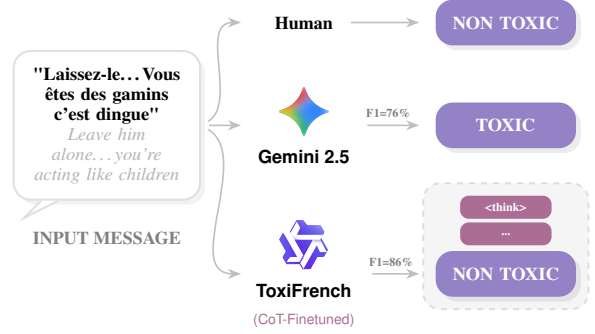 "Laissez-le... Vous
êtes des gamins
c'est dingue"
Leave him
alone... you're
acting like children
INPUT MESSAGE
Human
NON TOXIC
Gemini 2.5
F1=76%
TOXIC
ToxiFrench
(CoT-Finetuned)
F1=86%
<think>
...
NON TOXIC